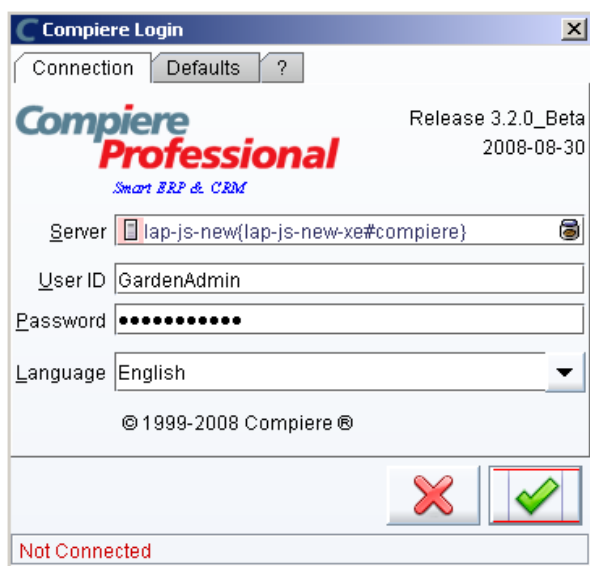 Compiere Login
Connection Defaults ?
Compiere Professional
Smart ERP & CRM
Release 3.2.0_Beta
2008-08-30
Server lap-js-new{lap-js-new-xe#compiere}
User ID GardenAdmin
Password ●●●●●●●●●●●
Language English
© 1999-2008 Compiere ®
Not Connected